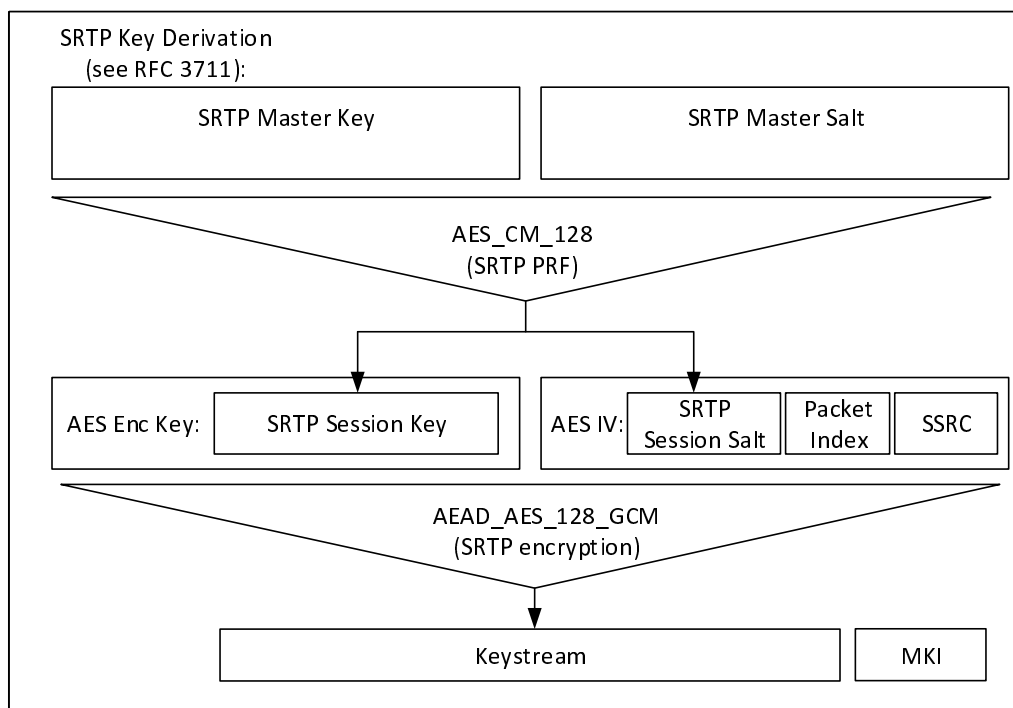 SRTP Key Derivation
(see RFC 3711):
SRTP Master Key
SRTP Master Salt
AES_CM_128
(SRTP PRF)
AES Enc Key:
SRTP Session Key
AES IV:
SRTP
Session Salt
Packet
Index
SSRC
AEAD_AES_128_GCM
(SRTP encryption)
Keystream
MKI